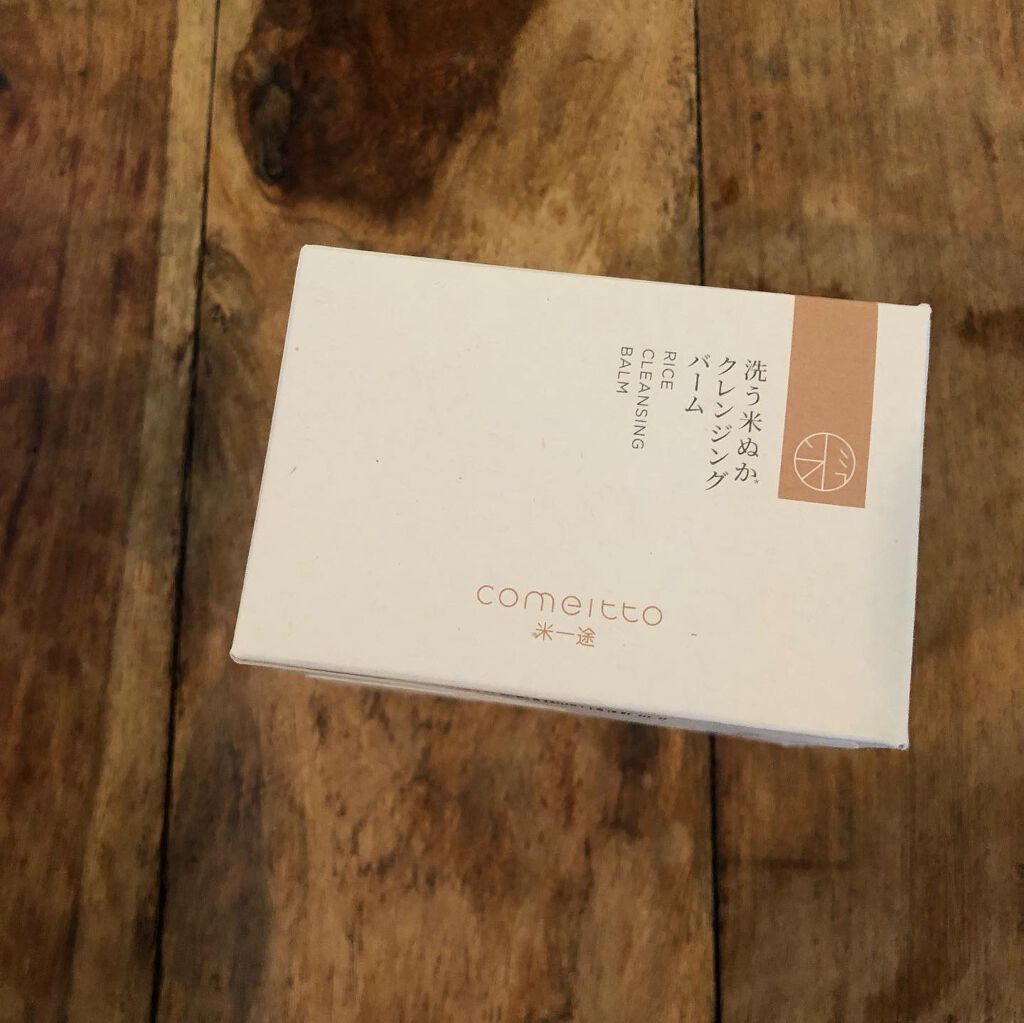 洗う米ぬか*
クレンジング
バーム
RICE
CLEANSING
BALM
comeitto
米一途